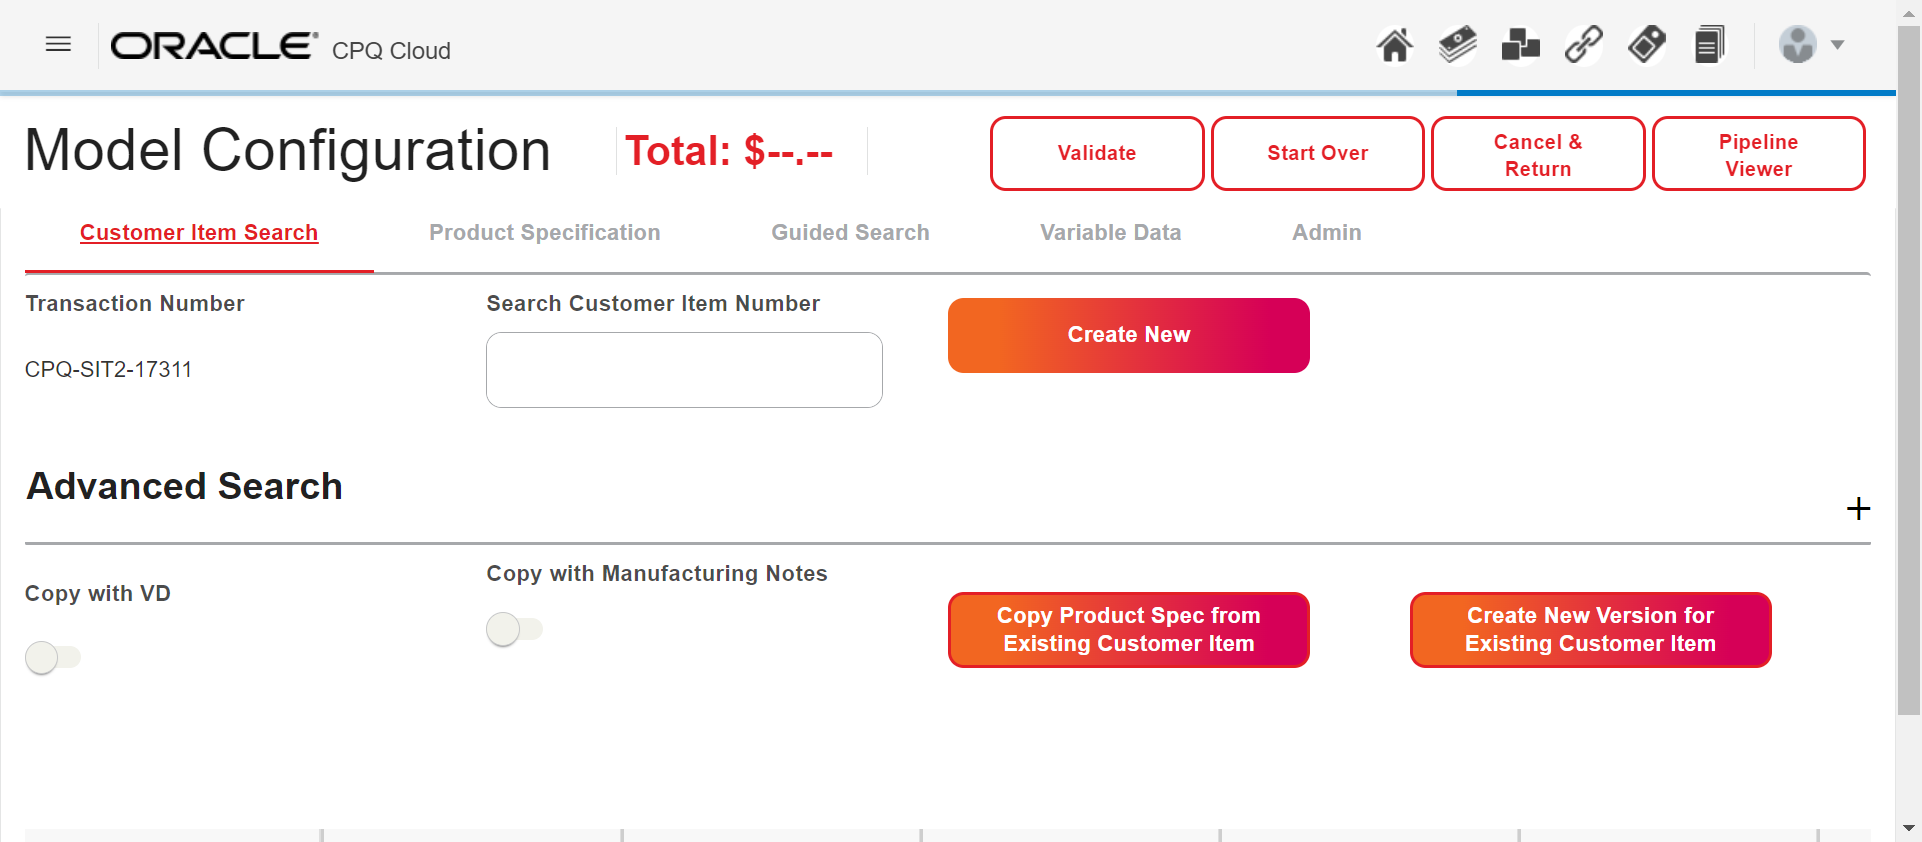 ORACLE® CPQ Cloud
Model Configuration
Total: $--.--
Validate
Start Over
Cancel &
Return
Pipeline
Viewer
Customer Item Search
Product Specification
Guided Search
Variable Data
Admin
Transaction Number
Search Customer Item Number
Create New
CPQ-SIT2-17311
Advanced Search
Copy with VD
Copy with Manufacturing Notes
Copy Product Spec from
Existing Customer Item
Create New Version for
Existing Customer Item